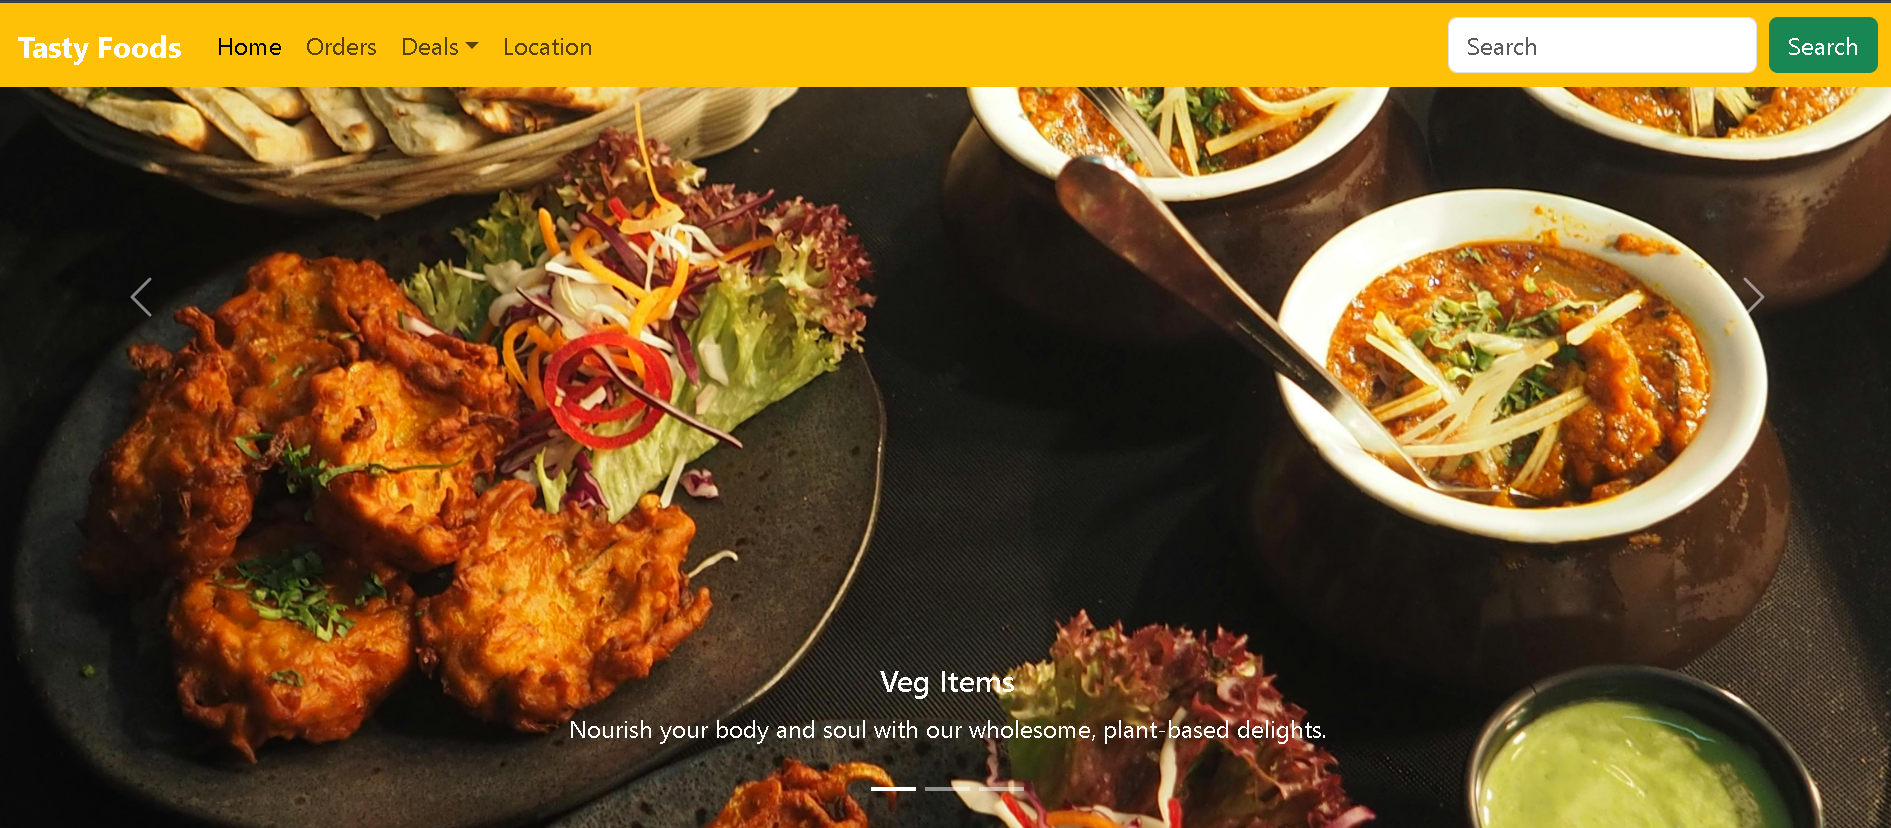 Tasty Foods Home Orders Deals Location Search Search
Veg Items
Nourish your body and soul with our wholesome, plant-based delights.